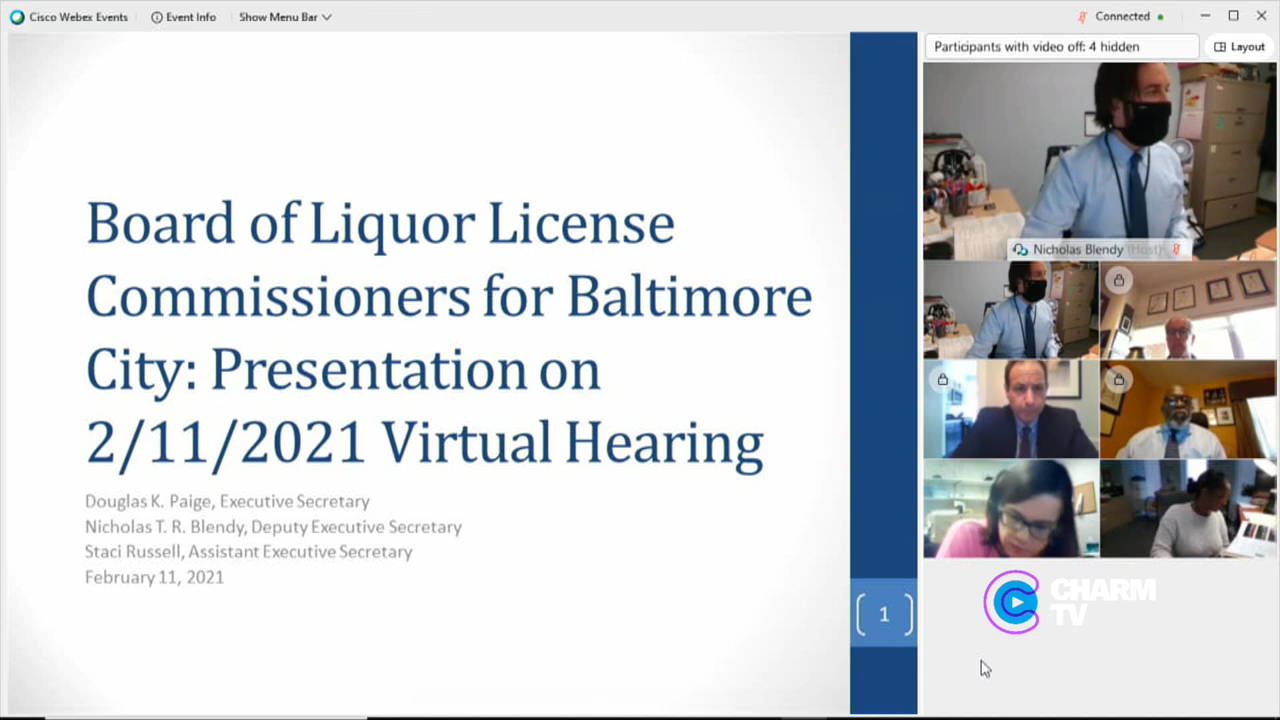 Cisco Webex Events
Event Info
Show Menu Bar
Connected
Participants with video off: 4 hidden
Layout
Board of Liquor License
Commissioners for Baltimore
City: Presentation on
2/11/2021 Virtual Hearing
Douglas K. Paige, Executive Secretary
Nicholas T. R. Blendy, Deputy Executive Secretary
Staci Russell, Assistant Executive Secretary
February 11, 2021
1
Nicholas Blendy (Host)
CHARM
TV